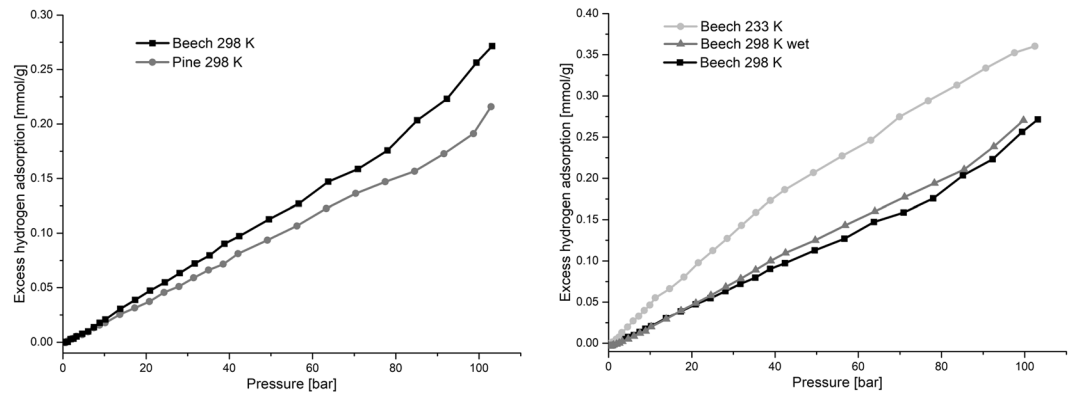 Excess hydrogen adsorption [mmol/g]
0.30
0.25
0.20
0.15
0.10
0.05
0.00
Beech 298 K
Pine 298 K
0 20 40 60 80 100
Pressure [bar]
Excess hydrogen adsorption [mmol/g]
0.40
0.35
0.30
0.25
0.20
0.15
0.10
0.05
0.00
Beech 233 K
Beech 298 K wet
Beech 298 K
0 20 40 60 80 100
Pressure [bar]